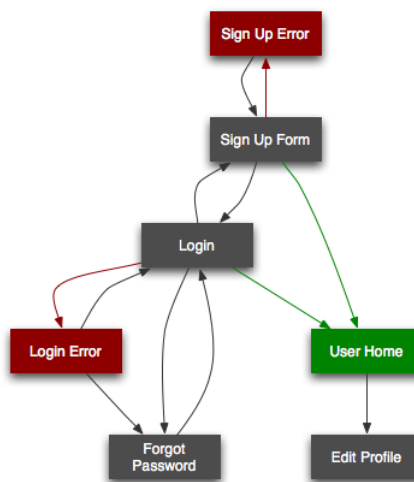 Sign Up Error
Sign Up Form
Login
Login Error
User Home
Forgot
Password
Edit Profile